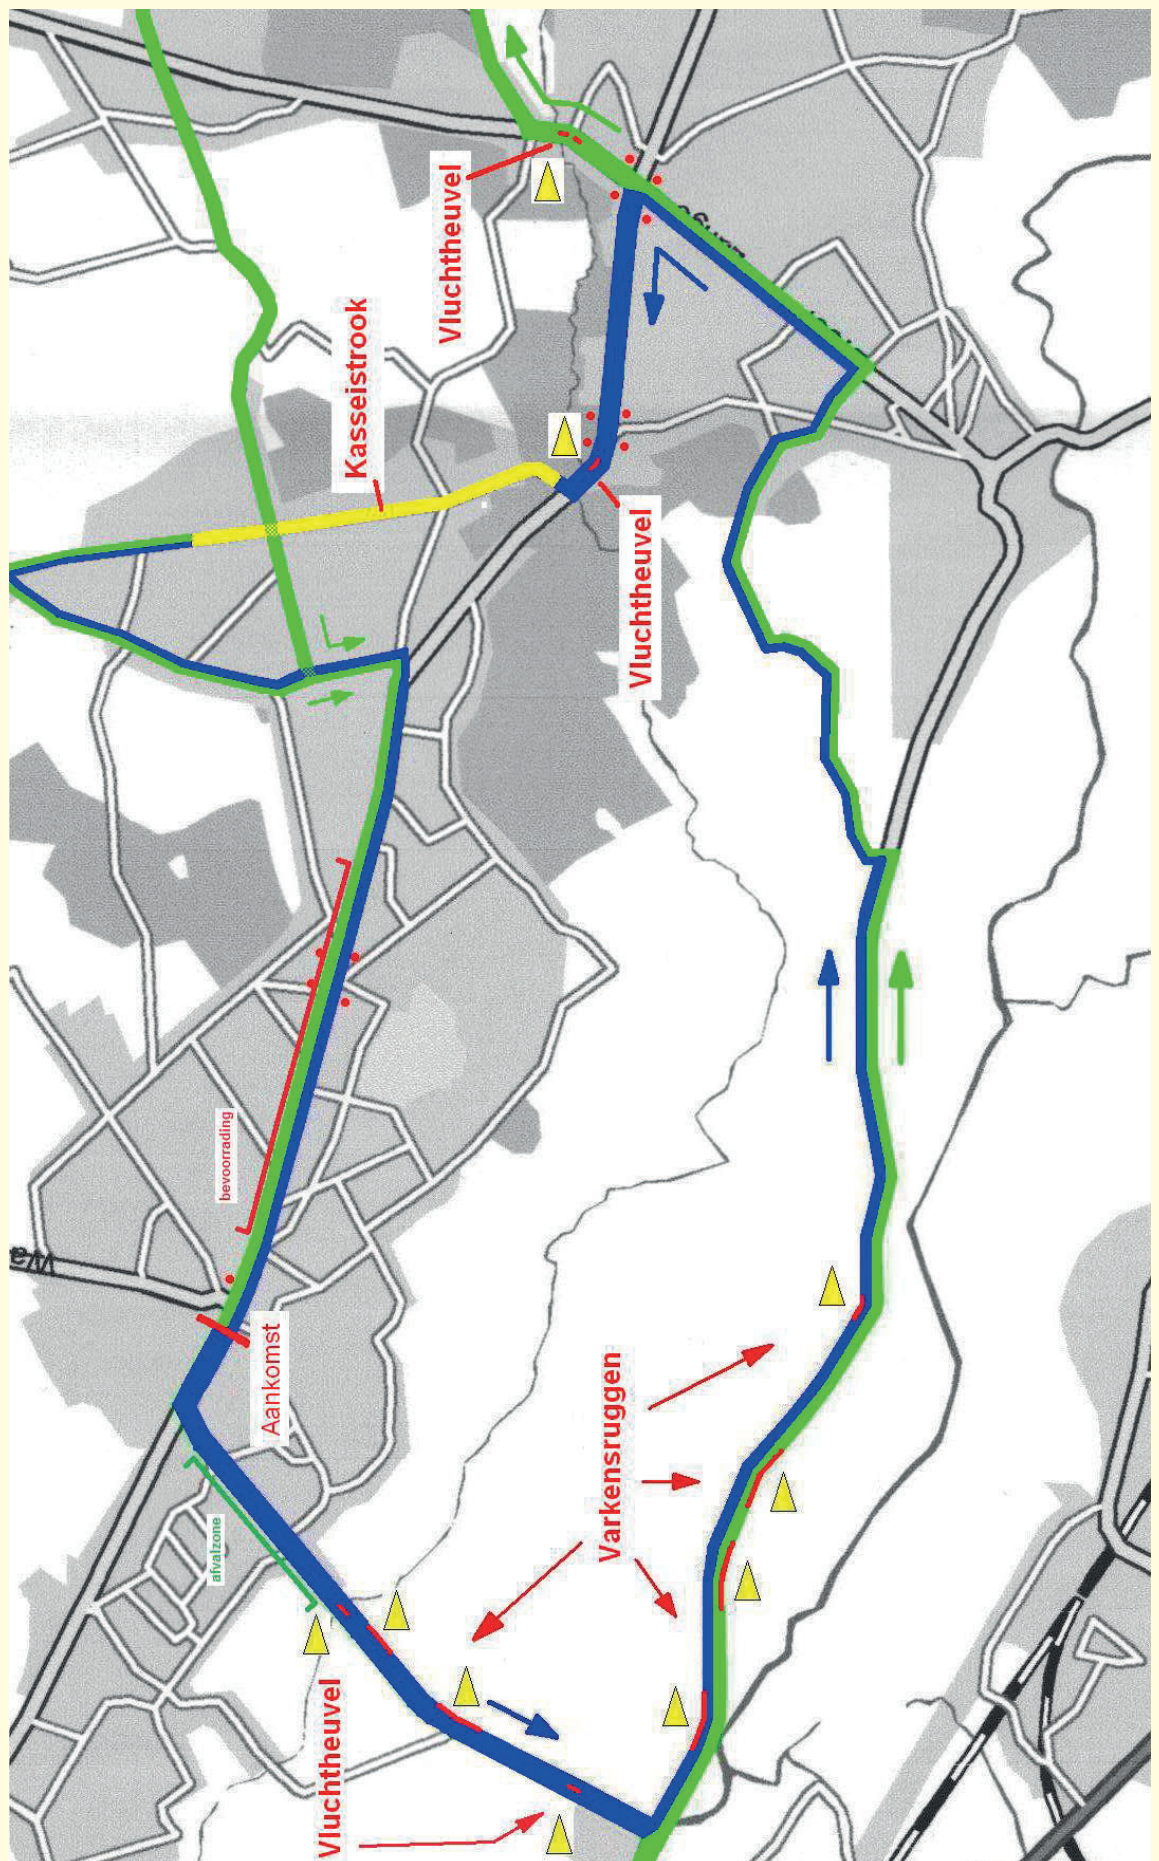 Vluchtheuvel
Kasseistrook
Vluchtheuvel
bevoorrading
Aankomst
Varkensruggen
afvalzone
Vluchtheuvel